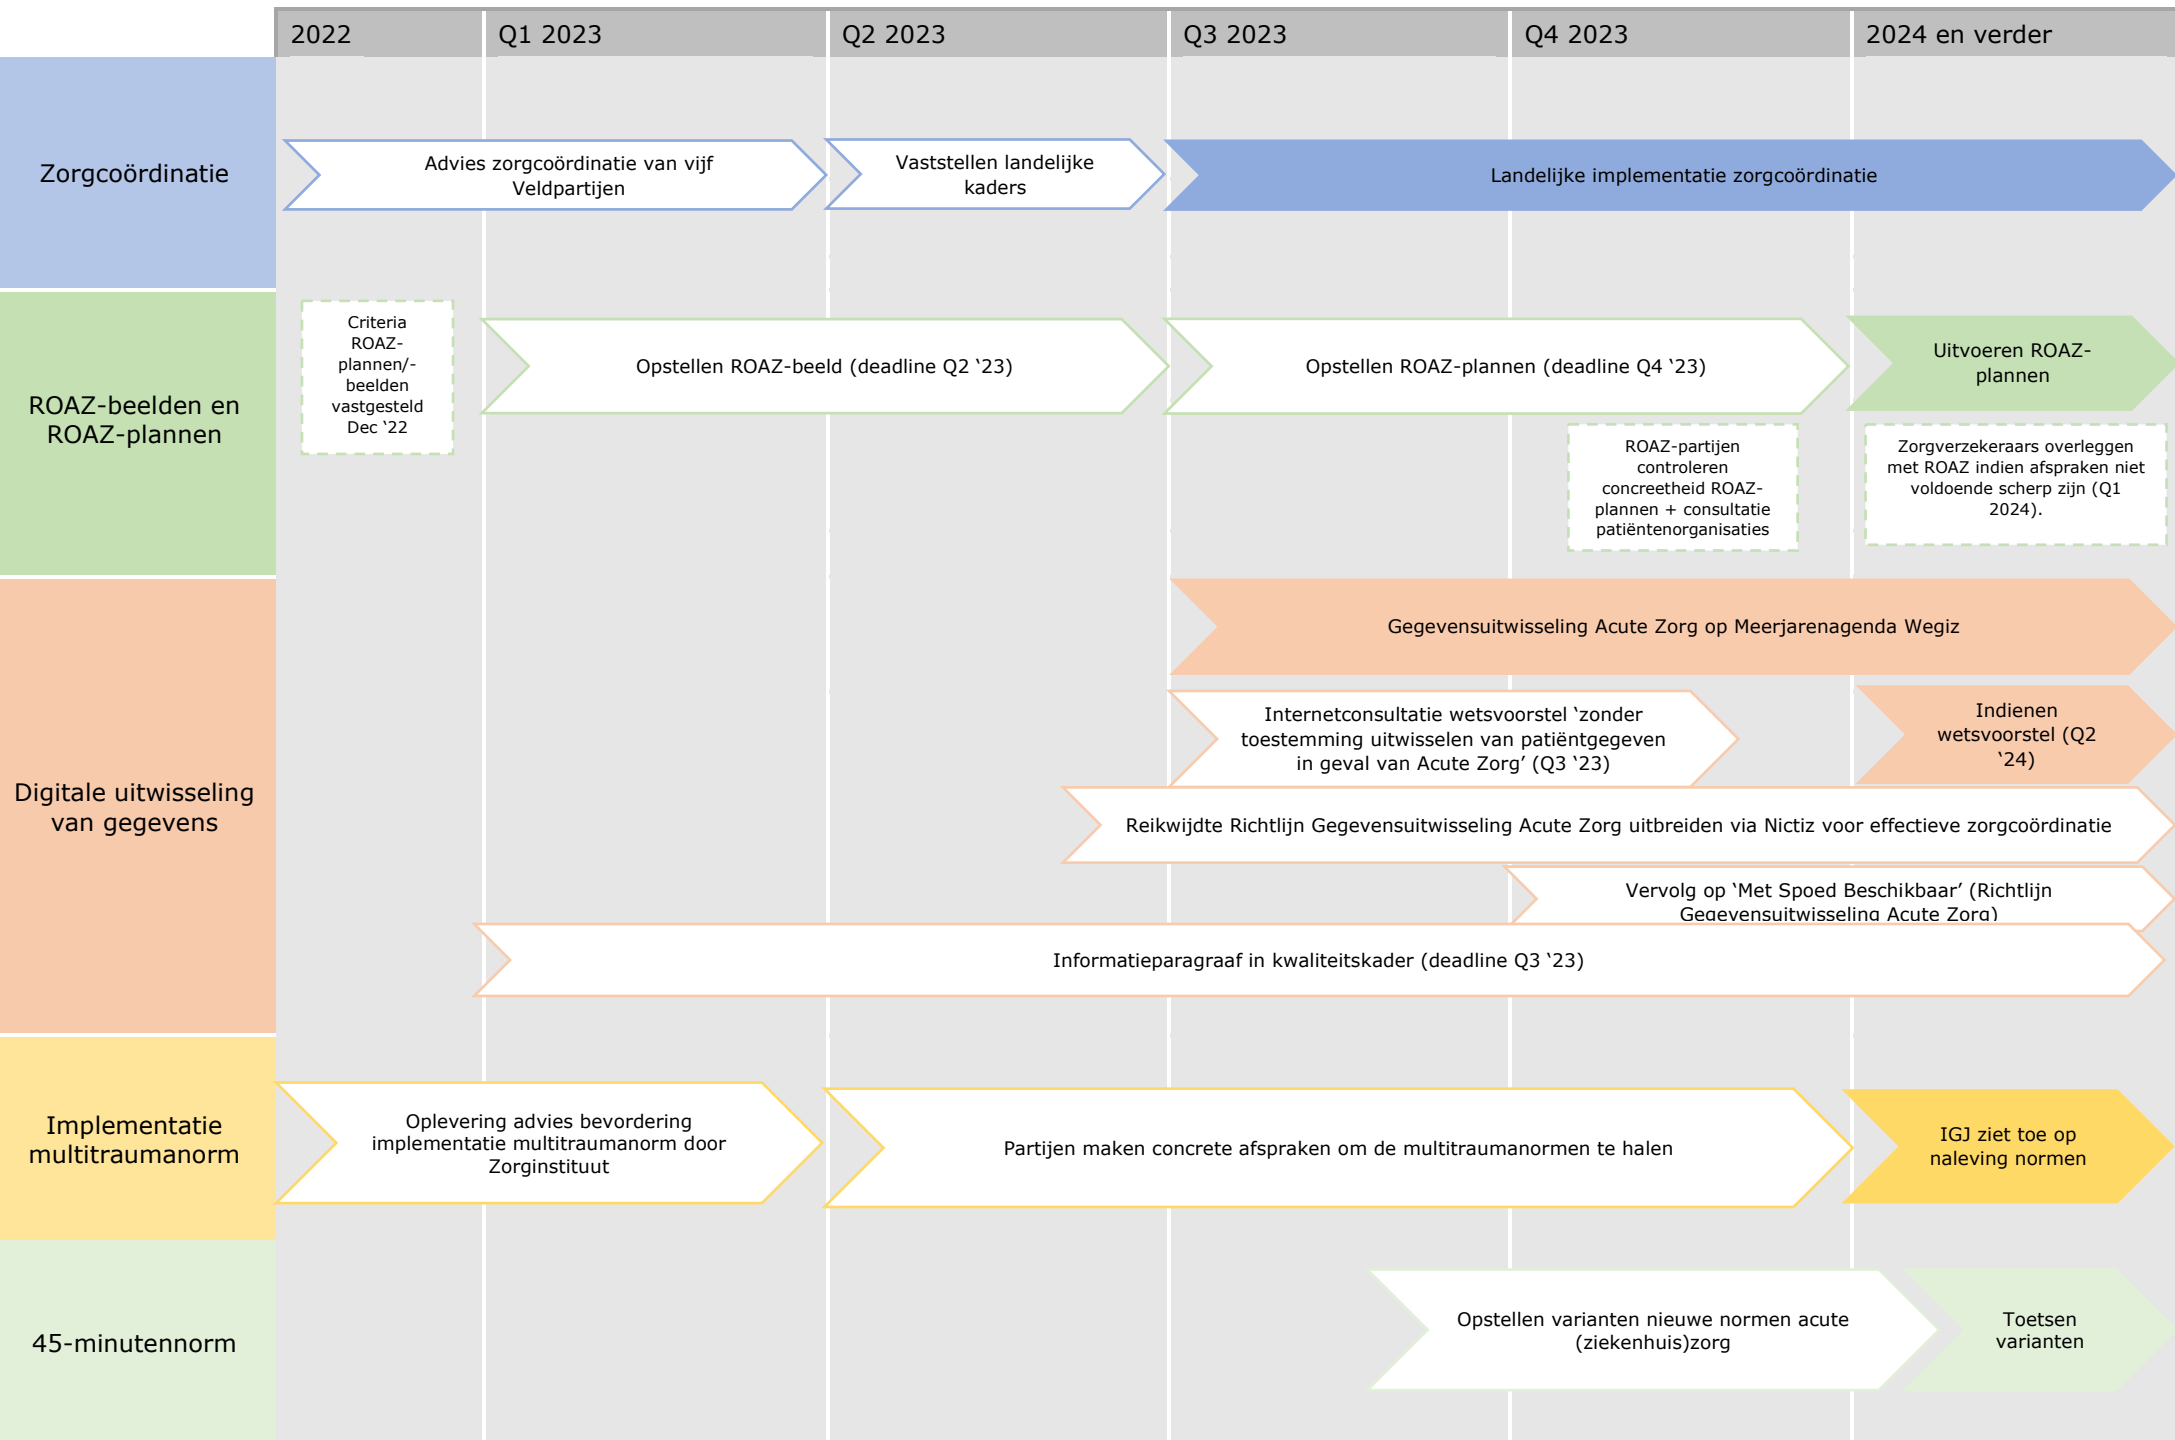 2022
Q1 2023
Q2 2023
Q3 2023
Q4 2023
2024 en verder
Zorgcoördinatie
Advies zorgcoördinatie van vijf
Veldpartijen
Vaststellen landelijke
kaders
Landelijke implementatie zorgcoördinatie
ROAZ-beelden en
ROAZ-plannen
Criteria
ROAZ-
plannen/-
beelden
vastgesteld
Dec ‘22
Opstellen ROAZ-beeld (deadline Q2 ‘23)
Opstellen ROAZ-plannen (deadline Q4 ‘23)
Uitvoeren ROAZ-
plannen
ROAZ-partijen
controleren
concreetheid ROAZ-
plannen + consultatie
patiëntenorganisaties
Zorgverzekeraars overleggen
met ROAZ indien afspraken niet
voldoende scherp zijn (Q1
2024).
Digitale uitwisseling
van gegevens
Gegevensuitwisseling Acute Zorg op Meerjarenagenda Wegiz
Internetconsultatie wetsvoorstel ‘zonder
toestemming uitwisselen van patiëntgegeven
in geval van Acute Zorg’ (Q3 ‘23)
Indienen
wetsvoorstel (Q2
‘24)
Reikwijdte Richtlijn Gegevensuitwisseling Acute Zorg uitbreiden via Nictiz voor effectieve zorgcoördinatie
Vervolg op ‘Met Spoed Beschikbaar’ (Richtlijn
Gegevensuitwisseling Acute Zorg)
Informatieparagraaf in kwaliteitskader (deadline Q3 ‘23)
Implementatie
multitraumanorm
Oplevering advies bevordering
implementatie multitraumanorm door
Zorginstituut
Partijen maken concrete afspraken om de multitraumanormen te halen
IGJ ziet toe op
naleving normen
45-minutennorm
Opstellen varianten nieuwe normen acute
(ziekenhuis)zorg
Toetsen
varianten